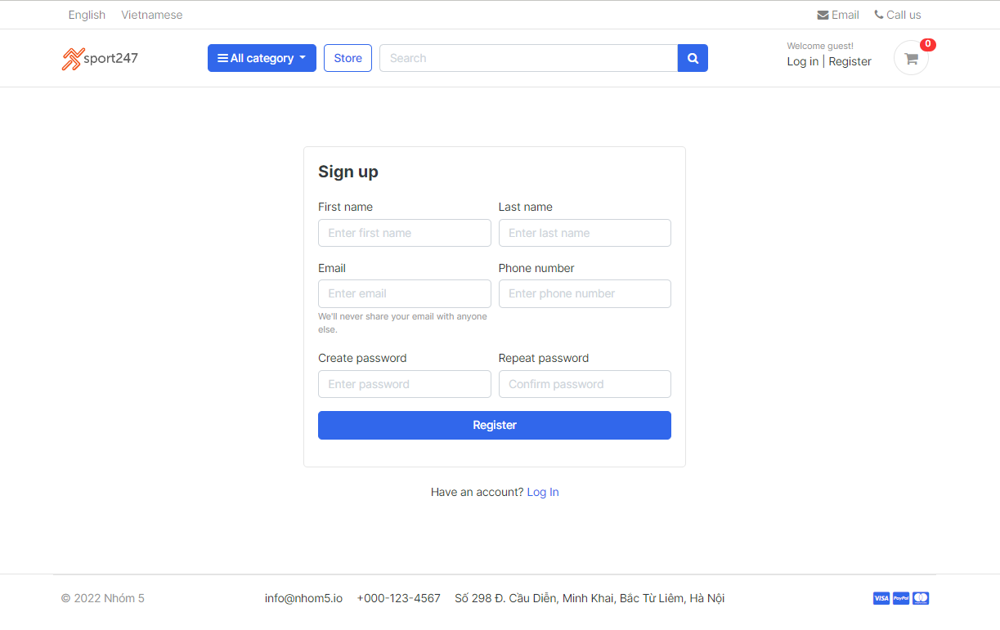 English Vietnamese Email Call us
sport247 All category Store Search Welcome guest! 0
Log in | Register
Sign up
First name Last name
Enter first name Enter last name
Email Phone number
Enter email Enter phone number
We'll never share your email with anyone
else.
Create password Repeat password
Enter password Confirm password
Register
Have an account? Log In
© 2022 Nhóm 5 info@nhom5.io +000-123-4567 Số 298 Đ. Cầu Diễn, Minh Khai, Bắc Từ Liêm, Hà Nội VISA PayPal